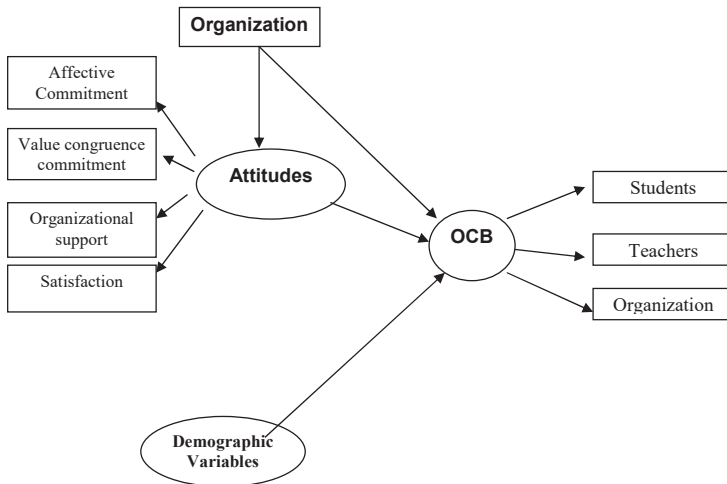 Organization
Affective
Commitment
Value congruence
commitment
Organizational
support
Satisfaction
Attitudes
OCB
Students
Teachers
Organization
Demographic
Variables